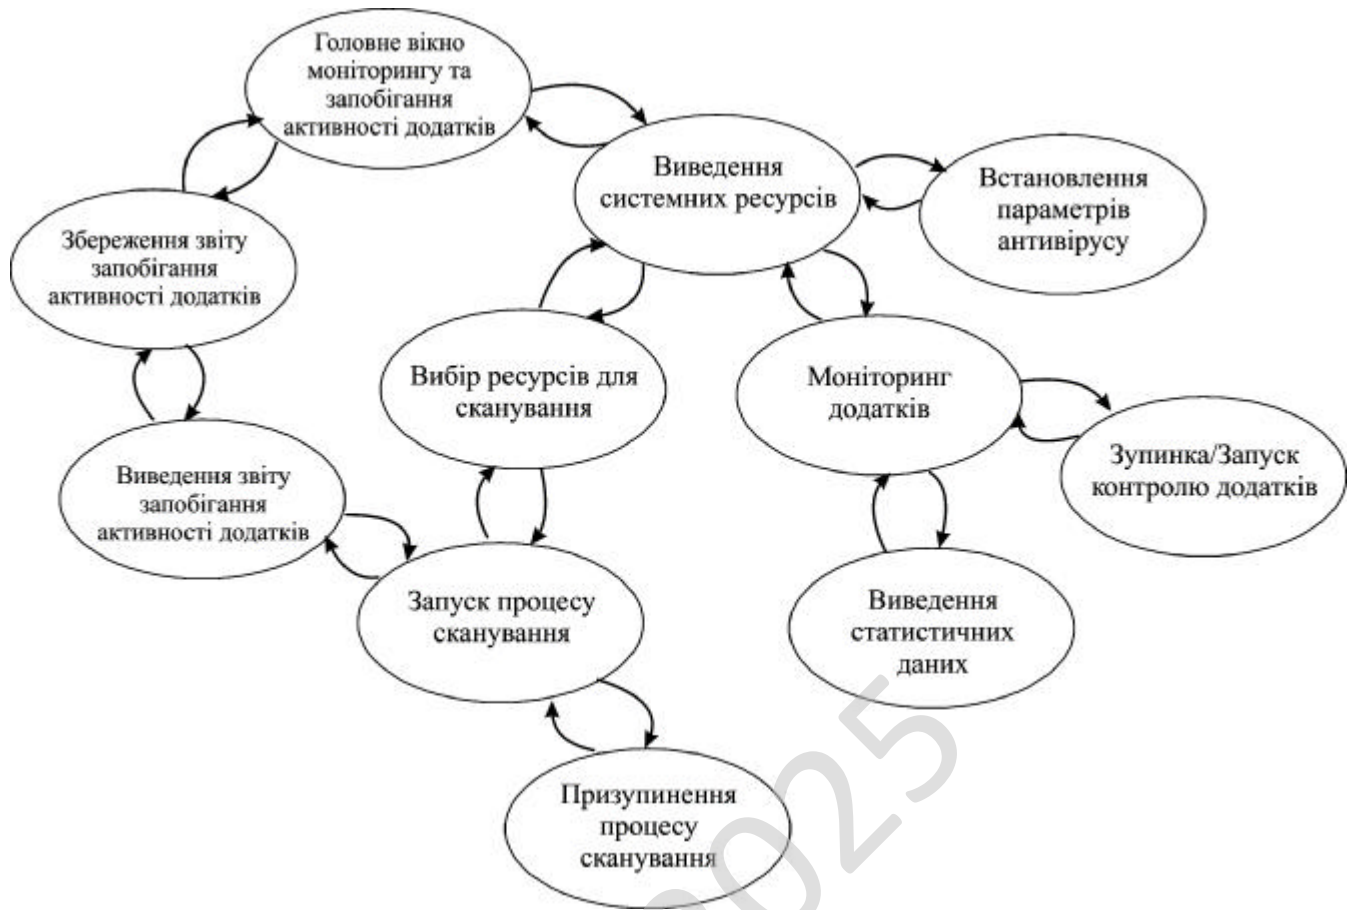 Головне вікно
моніторингу та
запобігання
активності додатків
Виведення
системних ресурсів
Встановлення
параметрів
антивірусу
Збереження звіту
запобігання
активності додатків
Вибір ресурсів для
сканування
Моніторинг
додатків
Зупинка/Запуск
контролю додатків
Виведення звіту
запобігання
активності додатків
Запуск процесу
сканування
Виведення
статистичних
даних
Призупинення
процесу
сканування
2025